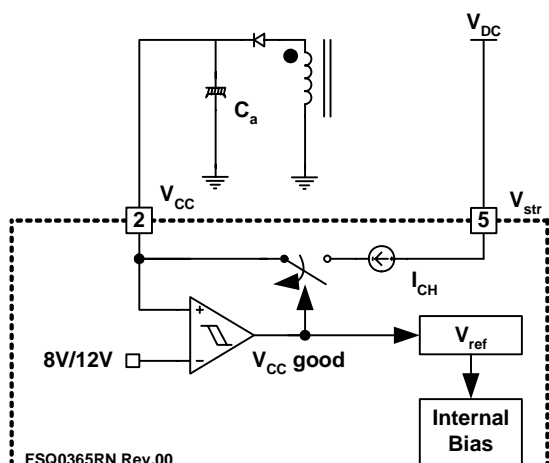 V_DC
C_a
V_CC
V_str
2
5
I_CH
+
8V/12V
−
V_CC good
V_ref
Internal
Bias
FSQ0365RN Rev.00